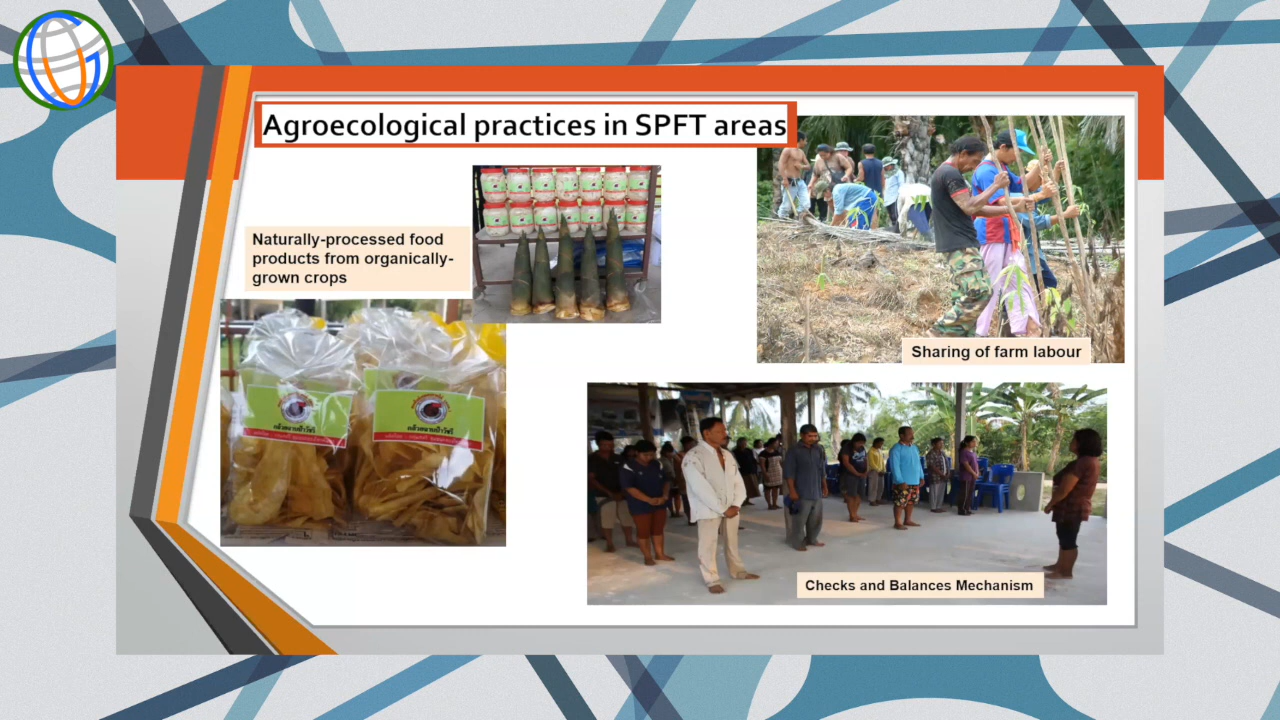 Agroecological practices in SPFT areas
Naturally-processed food
products from organically-
grown crops
Sharing of farm labour
Checks and Balances Mechanism